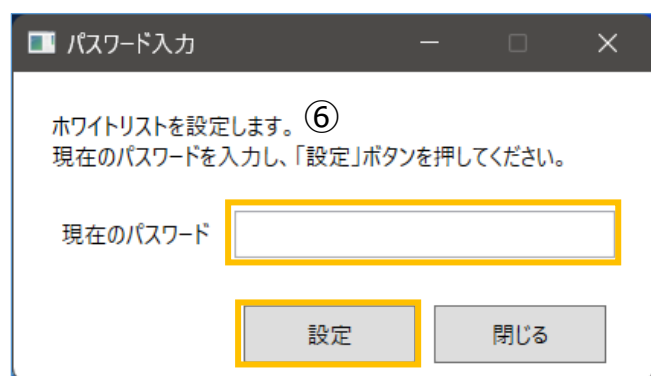 パスワード入力
ホワイトリストを設定します。 ⑥
現在のパスワードを入力し、「設定」ボタンを押してください。
現在のパスワード
設定 閉じる